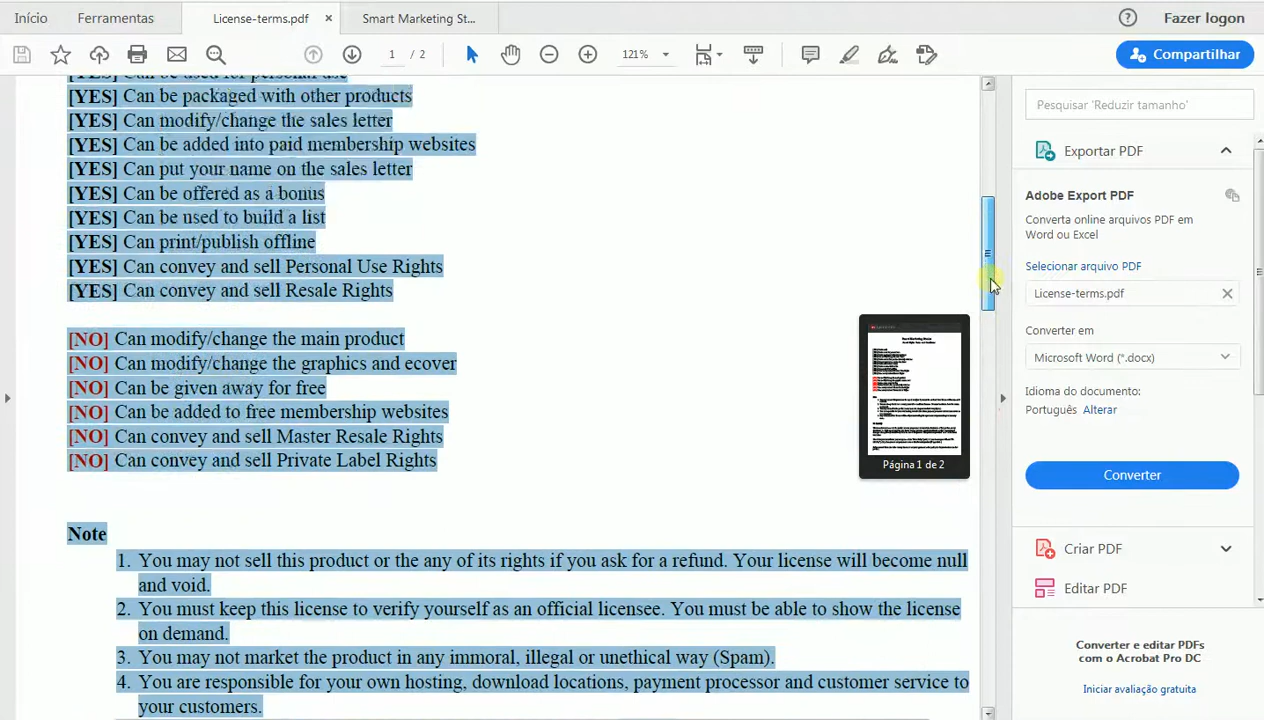 Início
Ferramentas
License-terms.pdf ×
Smart Marketing St...
Fazer logon
1 / 2
121%
Compartilhar
[YES] Can be used for personal use
[YES] Can be packaged with other products
[YES] Can modify/change the sales letter
[YES] Can be added into paid membership websites
[YES] Can put your name on the sales letter
[YES] Can be offered as a bonus
[YES] Can be used to build a list
[YES] Can print/publish offline
[YES] Can convey and sell Personal Use Rights
[YES] Can convey and sell Resale Rights
[NO] Can modify/change the main product
[NO] Can modify/change the graphics and ecover
[NO] Can be given away for free
[NO] Can be added to free membership websites
[NO] Can convey and sell Master Resale Rights
[NO] Can convey and sell Private Label Rights
Note
1. You may not sell this product or the any of its rights if you ask for a refund. Your license will become null
and void.
2. You must keep this license to verify yourself as an official licensee. You must be able to show the license
on demand.
3. You may not market the product in any immoral, illegal or unethical way (Spam).
4. You are responsible for your own hosting, download locations, payment processor and customer service to
your customers.
Página 1 de 2
Pesquisar 'Reduzir tamanho'
Exportar PDF
Adobe Export PDF
Converta online arquivos PDF em
Word ou Excel
Selecionar arquivo PDF
License-terms.pdf
Converter em
Microsoft Word (*.docx)
Idioma do documento:
Português Alterar
Converter
Criar PDF
Editar PDF
Converter e editar PDFs
com o Acrobat Pro DC
Iniciar avaliação gratuita